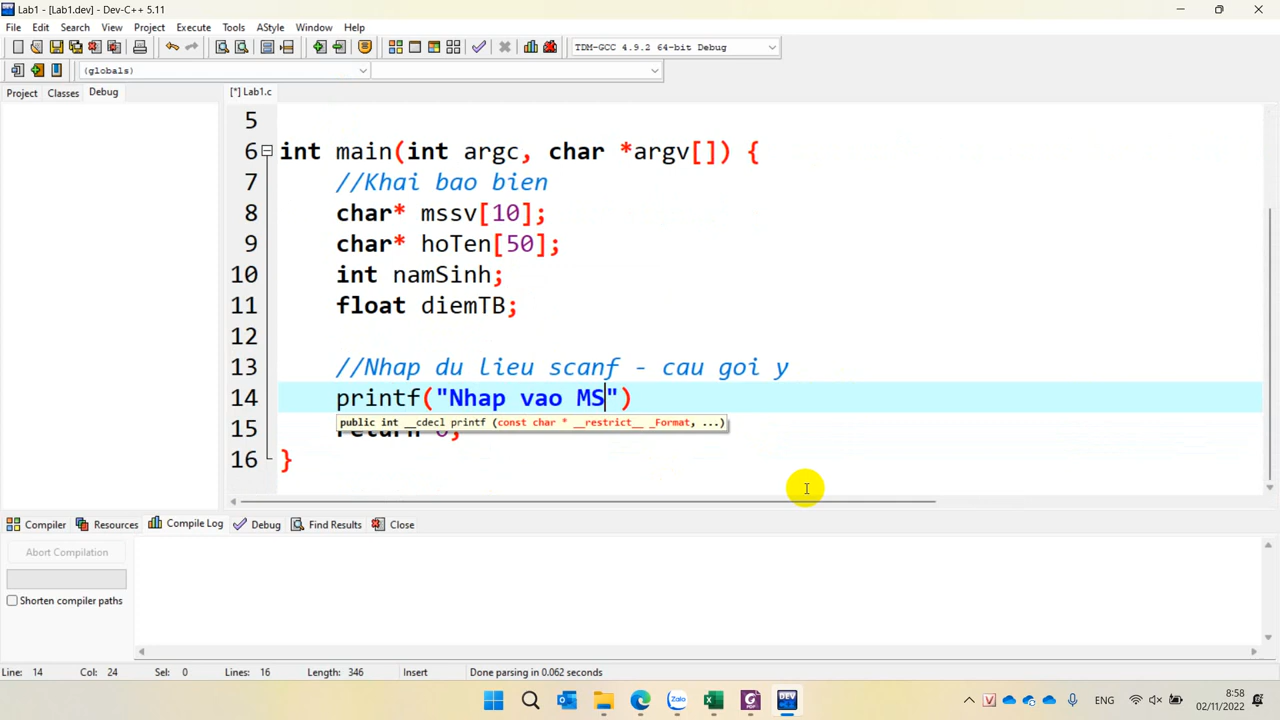 Lab1 - [Lab1.dev] - Dev-C++ 5.11
File Edit Search View Project Execute Tools AStyle Window Help
TDM-GCC 4.9.2 64-bit Debug
(globals)
Project Classes Debug
[*] Lab1.c
5
6 int main(int argc, char *argv[]) {
7 //Khai bao bien
8 char* mssv[10];
9 char* hoTen[50];
10 int namSinh;
11 float diemTB;
12
13 //Nhap du lieu scanf - cau goi y
14 printf("Nhap vao MS")
public int __cdecl printf (const char * __restrict__ _Format, ...)
15 return 0;
16 }
Compiler Resources Compile Log Debug Find Results Close
Abort Compilation
Shorten compiler paths
Line: 14 Col: 24 Sel: 0 Lines: 16 Length: 346 Insert Done parsing in 0.062 seconds
Zalo PDF DEV ENG 8:58
02/11/2022